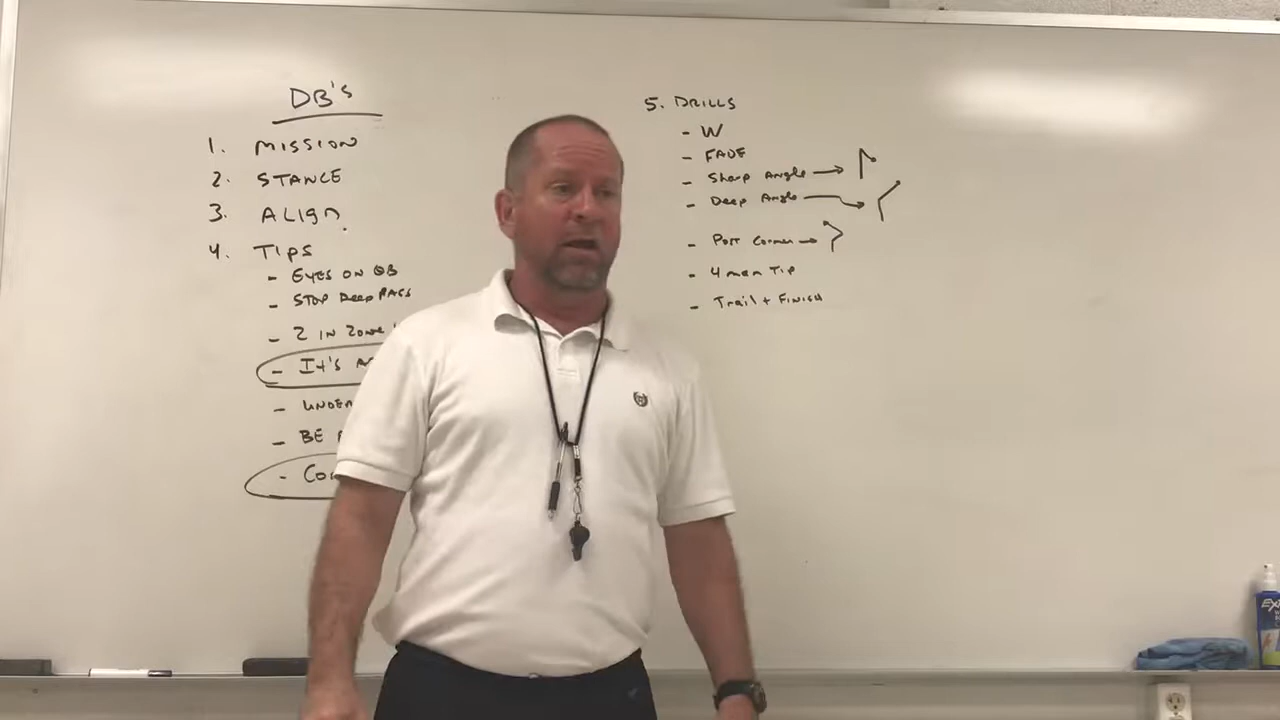 DB's
1. MISSION
2. STANCE
3. ALIGN
4. TIPS
- EYES ON QB
- STOP Deep PASS
- 2 IN Zone
- It's
- UNDER
- BE
-
5. DRILLS
- W
- FADE
- Sharp Angle
- Deep Angle
- Post Corner
- 4 man Tip
- Trail + FINISH